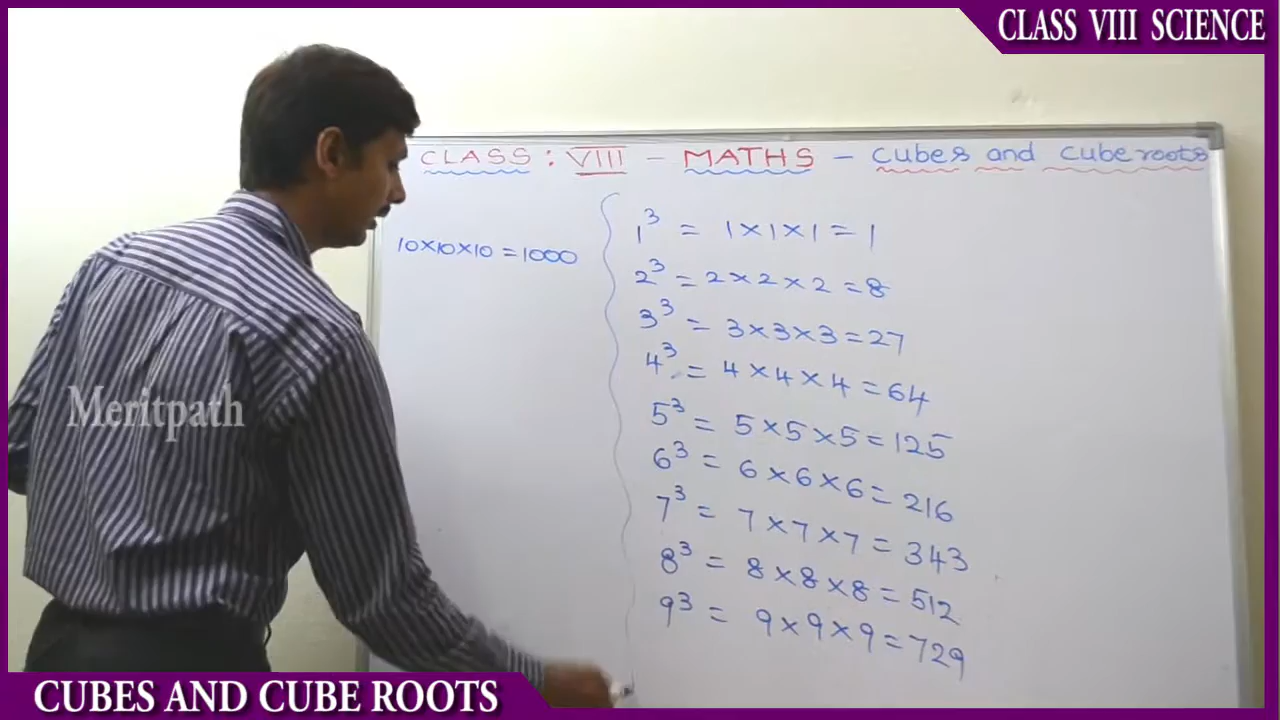 CLASS VIII SCIENCE
CLASS : VIII - MATHS - cubes and cube roots
10×10×10 = 1000
1³ = 1×1×1 = 1
2³ = 2×2×2 = 8
3³ = 3×3×3 = 27
4³ = 4×4×4 = 64
5³ = 5×5×5 = 125
6³ = 6×6×6 = 216
7³ = 7×7×7 = 343
8³ = 8×8×8 = 512
9³ = 9×9×9 = 729
Meritpath
CUBES AND CUBE ROOTS